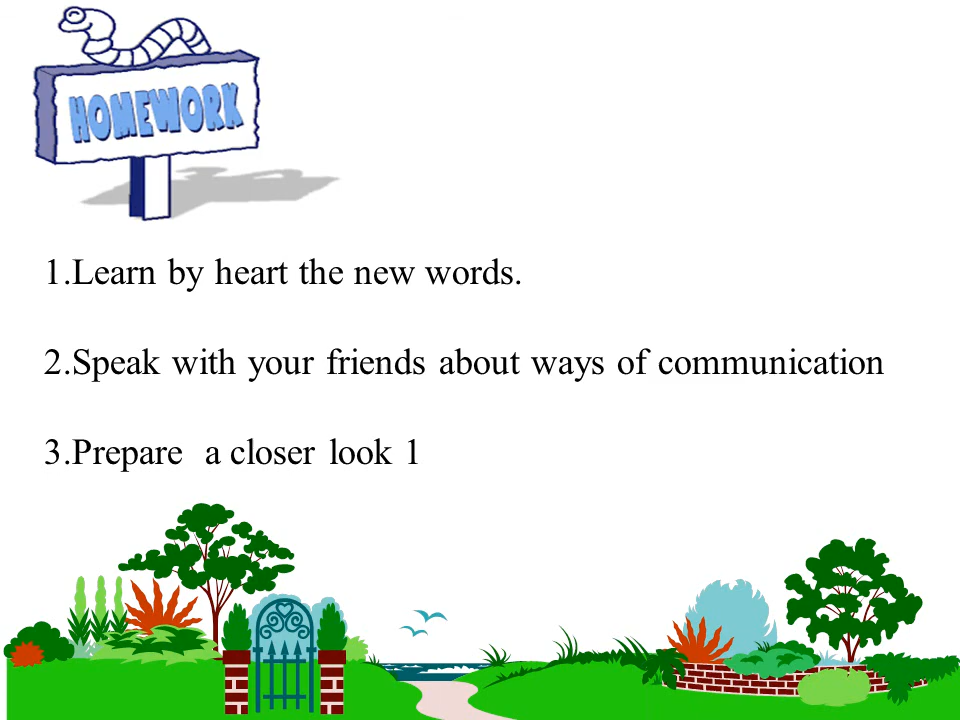 HOMEWORK
1.Learn by heart the new words.
2.Speak with your friends about ways of communication
3.Prepare  a closer look 1